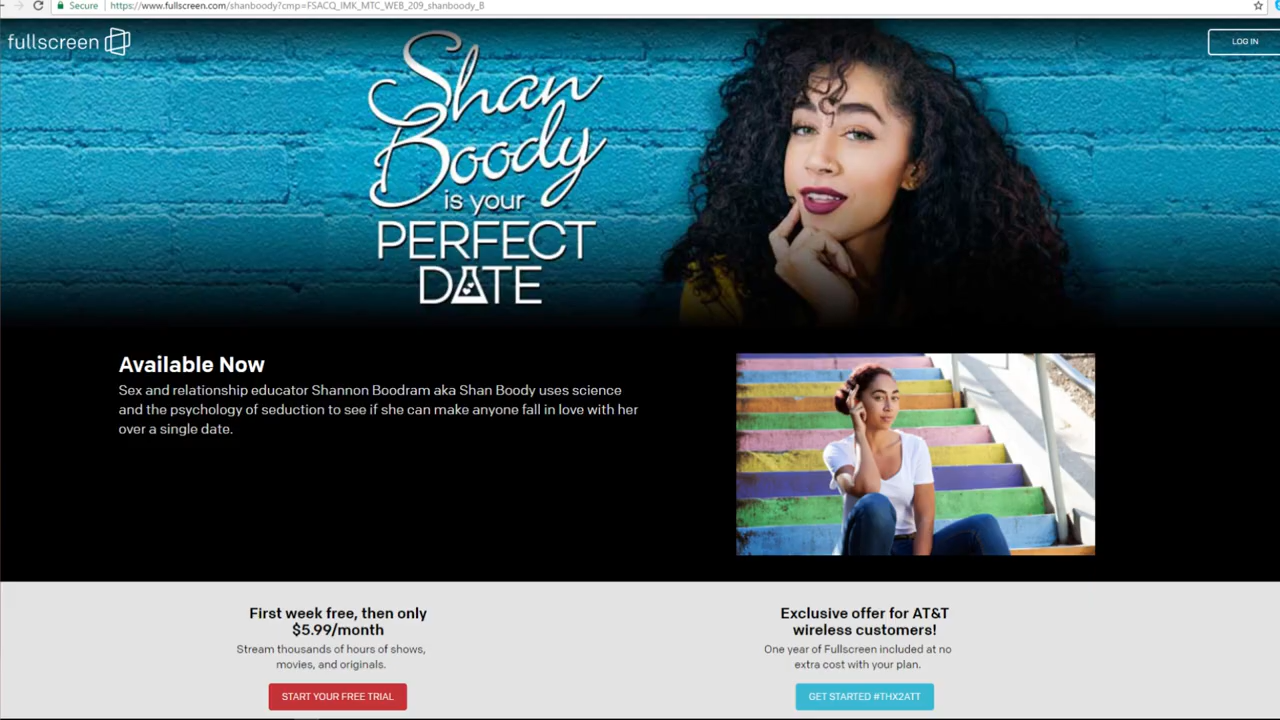 Secure
https://www.fullscreen.com/shanboody?cmp=FSACQ_IMK_MTC_WEB_209_shanboody_B
fullscreen
LOG IN
Shan
Boody
is your
PERFECT
DATE
Available Now
Sex and relationship educator Shannon Boodram aka Shan Boody uses science
and the psychology of seduction to see if she can make anyone fall in love with her
over a single date.
First week free, then only
$5.99/month
Stream thousands of hours of shows,
movies, and originals.
START YOUR FREE TRIAL
Exclusive offer for AT&T
wireless customers!
One year of Fullscreen included at no
extra cost with your plan.
GET STARTED #THX2ATT